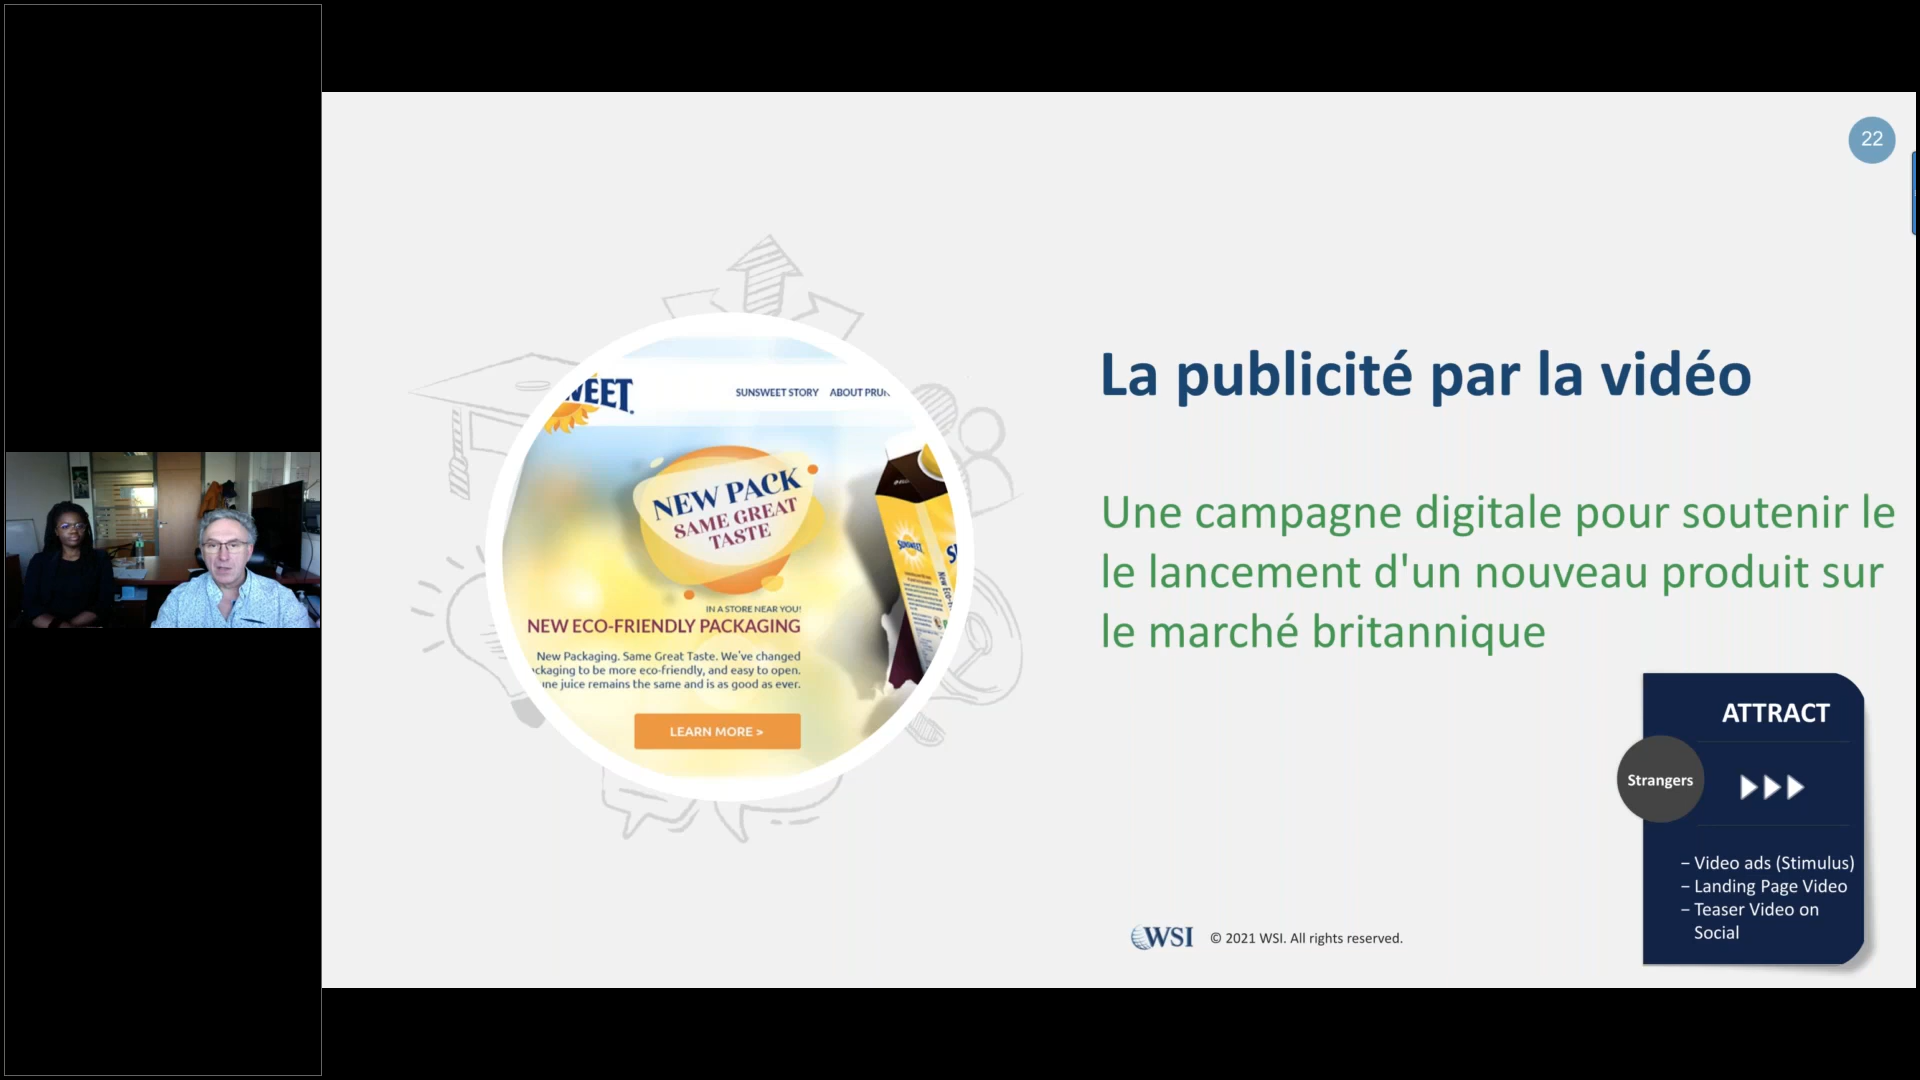 22
SUNSWEET STORY ABOUT
NEW PACK
SAME GREAT
TASTE
SUNSWEET
IN A STORE NEAR YOU!
NEW ECO-FRIENDLY PACKAGING
New Packaging. Same Great Taste. We've changed
to be more eco-friendly, and easy to open.
juice remains the same and is as good as ever.
LEARN MORE >
La publicité par la vidéo
Une campagne digitale pour soutenir le
le lancement d'un nouveau produit sur
le marché britannique
ATTRACT
Strangers
– Video ads (Stimulus)
– Landing Page Video
– Teaser Video on
Social
WSI © 2021 WSI. All rights reserved.